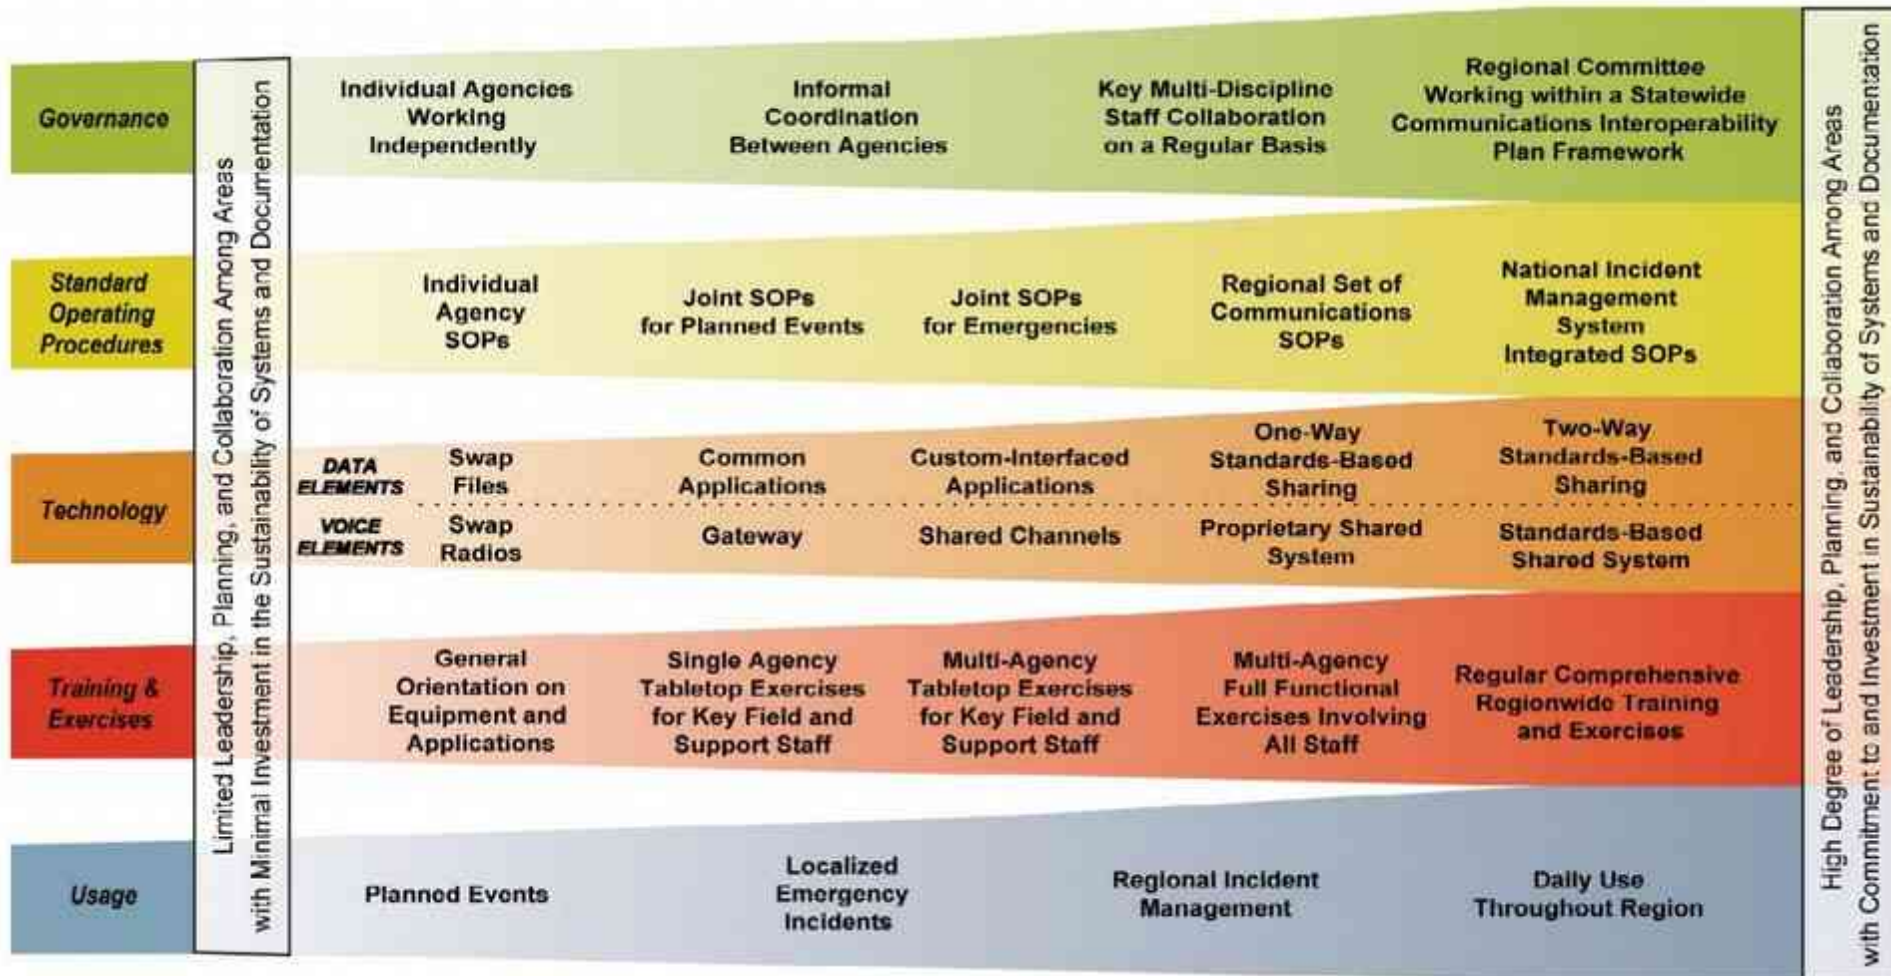 Governance
Limited Leadership, Planning, and Collaboration Among Areas
with Minimal Investment in the Sustainability of Systems and Documentation
Individual Agencies
Working
Independently
Informal
Coordination
Between Agencies
Key Multi-Discipline
Staff Collaboration
on a Regular Basis
Regional Committee
Working within a Statewide
Communications Interoperability
Plan Framework
High Degree of Leadership, Planning, and Collaboration Among Areas
with Commitment to and Investment in Sustainability of Systems and Documentation
Standard
Operating
Procedures
Individual
Agency
SOPs
Joint SOPs
for Planned Events
Joint SOPs
for Emergencies
Regional Set of
Communications
SOPs
National Incident
Management
System
Integrated SOPs
Technology
DATA
ELEMENTS
Swap
Files
Common
Applications
Custom-Interfaced
Applications
One-Way
Standards-Based
Sharing
Two-Way
Standards-Based
Sharing
VOICE
ELEMENTS
Swap
Radios
Gateway
Shared Channels
Proprietary Shared
System
Standards-Based
Shared System
Training &
Exercises
General
Orientation on
Equipment and
Applications
Single Agency
Tabletop Exercises
for Key Field and
Support Staff
Multi-Agency
Tabletop Exercises
for Key Field and
Support Staff
Multi-Agency
Full Functional
Exercises Involving
All Staff
Regular Comprehensive
Regionwide Training
and Exercises
Usage
Planned Events
Localized
Emergency
Incidents
Regional Incident
Management
Daily Use
Throughout Region